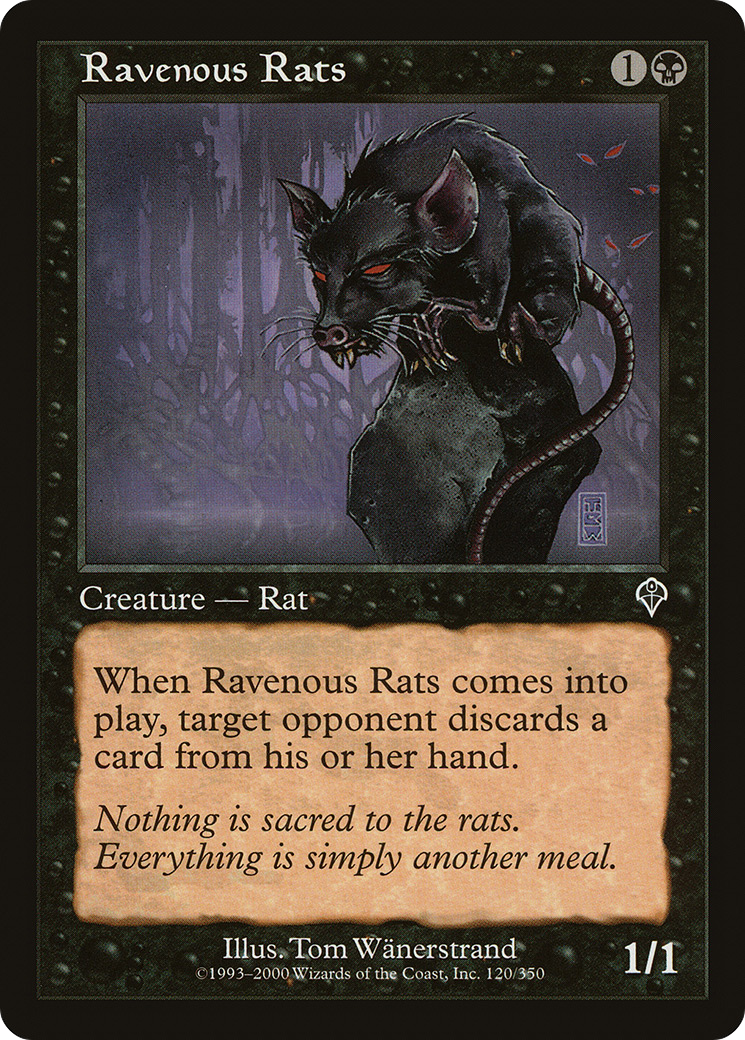 Ravenous Rats 1
Creature — Rat
When Ravenous Rats comes into
play, target opponent discards a
card from his or her hand.
Nothing is sacred to the rats.
Everything is simply another meal.
Illus. Tom Wänerstrand
©1993–2000 Wizards of the Coast, Inc. 120/350
1/1